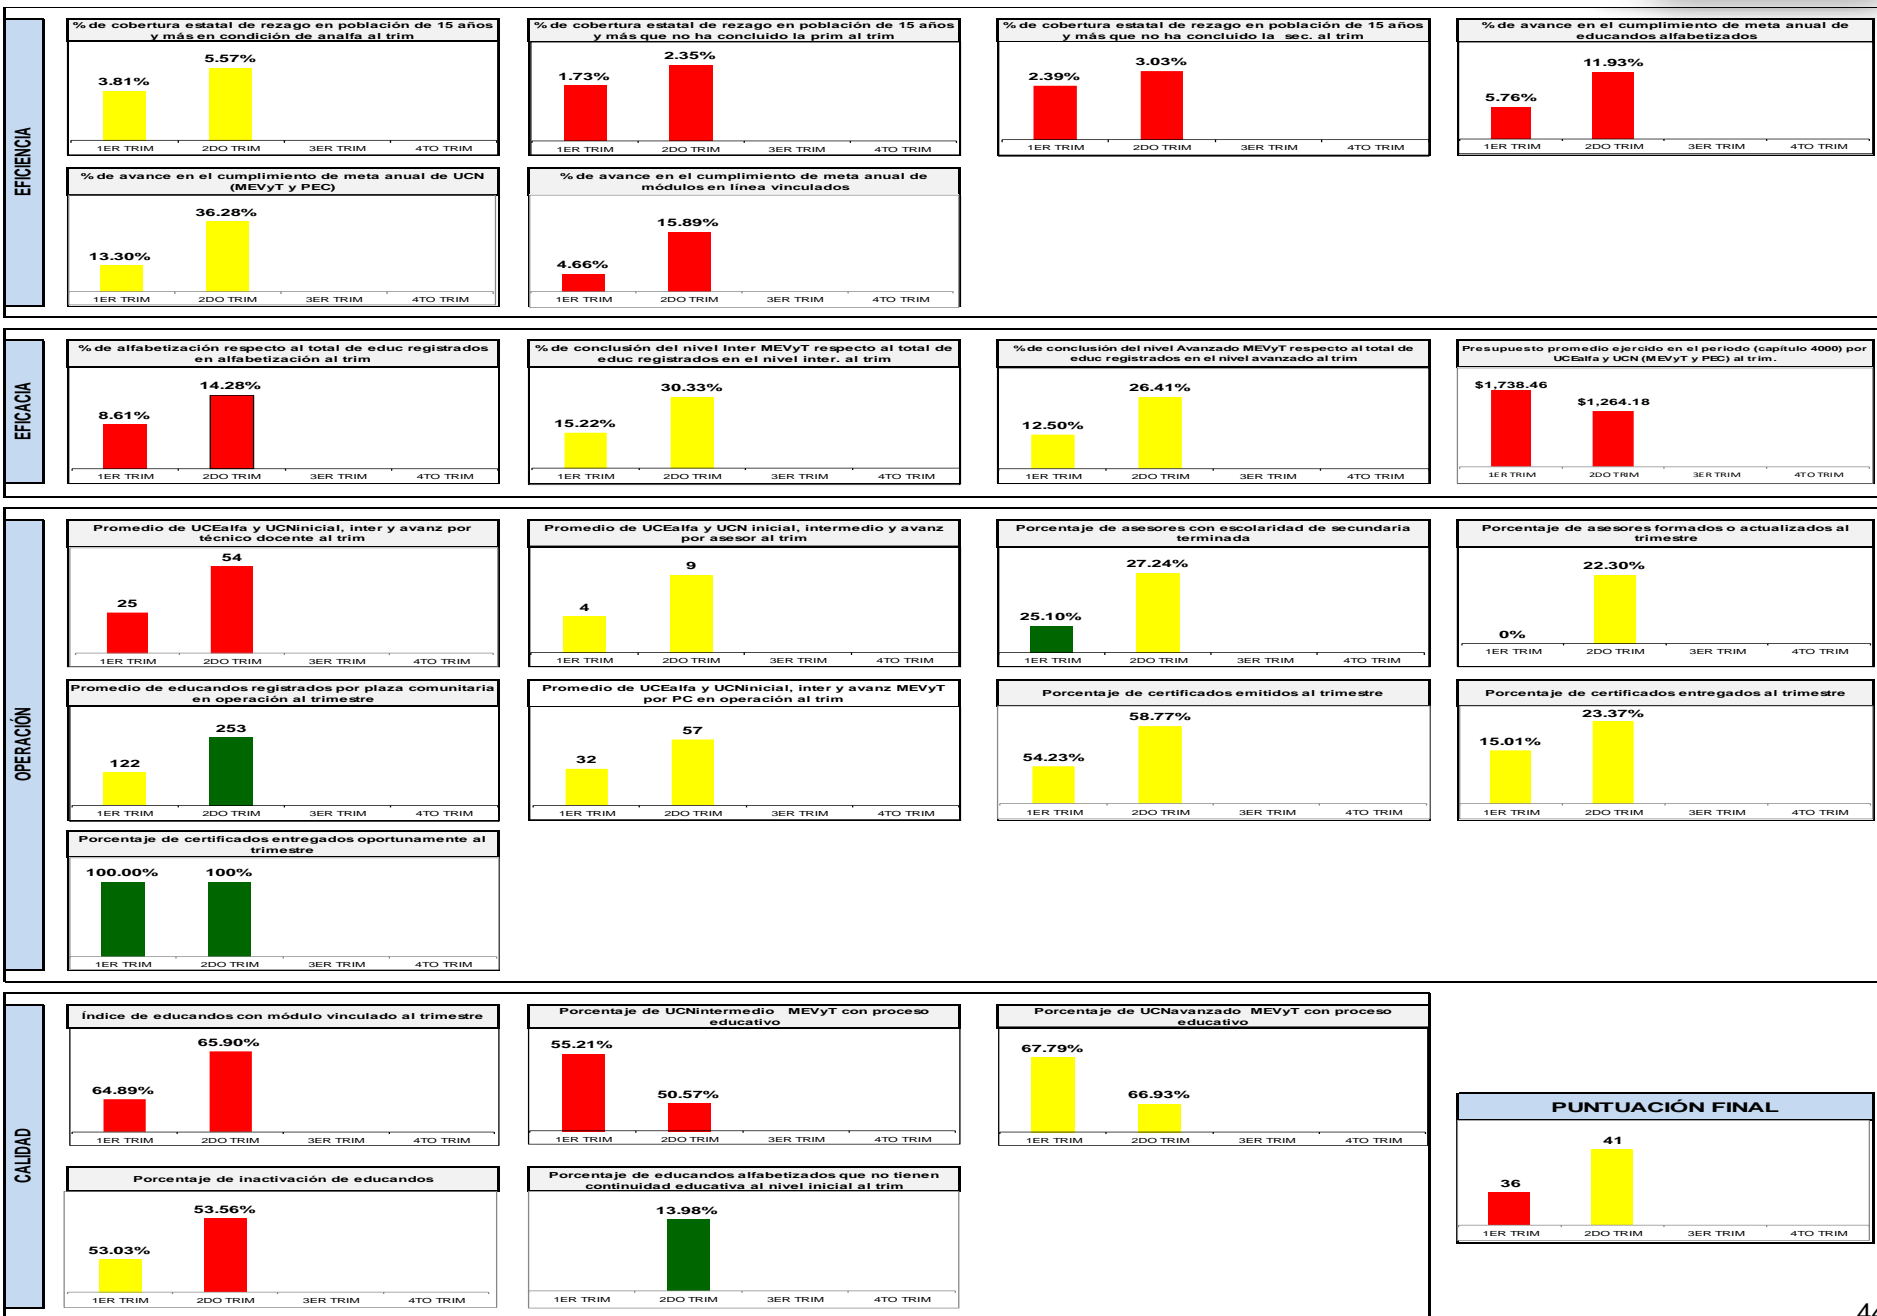 EFICIENCIA
% de cobertura estatal de rezago en población de 15 años
y más en condición de analfa al trim
3.81%
5.57%
1ER TRIM 2DO TRIM 3ER TRIM 4TO TRIM
% de cobertura estatal de rezago en población de 15 años
y más que no ha concluido la prim al trim
1.73%
2.35%
1ER TRIM 2DO TRIM 3ER TRIM 4TO TRIM
% de cobertura estatal de rezago en población de 15 años
y más que no ha concluido la sec. al trim
2.39%
3.03%
1ER TRIM 2DO TRIM 3ER TRIM 4TO TRIM
% de avance en el cumplimiento de meta anual de
educandos alfabetizados
5.76%
11.93%
1ER TRIM 2DO TRIM 3ER TRIM 4TO TRIM
% de avance en el cumplimiento de meta anual de UCN
(MEVyT y PEC)
13.30%
36.28%
1ER TRIM 2DO TRIM 3ER TRIM 4TO TRIM
% de avance en el cumplimiento de meta anual de
módulos en línea vinculados
4.66%
15.89%
1ER TRIM 2DO TRIM 3ER TRIM 4TO TRIM
EFICACIA
% de alfabetización respecto al total de educ registrados
en alfabetización al trim
8.61%
14.28%
1ER TRIM 2DO TRIM 3ER TRIM 4TO TRIM
% de conclusión del nivel Inter MEVyT respecto al total de
educ registrados en el nivel inter. al trim
15.22%
30.33%
1ER TRIM 2DO TRIM 3ER TRIM 4TO TRIM
% de conclusión del nivel Avanzado MEVyT respecto al total de
educ registrados en el nivel avanzado al trim
12.50%
26.41%
1ER TRIM 2DO TRIM 3ER TRIM 4TO TRIM
Presupuesto promedio ejercido en el periodo (capítulo 4000) por
UCEalfa y UCN (MEVyT y PEC) al trim.
$1,738.46
$1,264.18
1ER TRIM 2DO TRIM 3ER TRIM 4TO TRIM
OPERACIÓN
Promedio de UCEalfa y UCNinicial, inter y avanz por
técnico docente al trim
25
54
1ER TRIM 2DO TRIM 3ER TRIM 4TO TRIM
Promedio de UCEalfa y UCN inicial, intermedio y avanz
por asesor al trim
4
9
1ER TRIM 2DO TRIM 3ER TRIM 4TO TRIM
Porcentaje de asesores con escolaridad de secundaria
terminada
25.10%
27.24%
1ER TRIM 2DO TRIM 3ER TRIM 4TO TRIM
Porcentaje de asesores formados o actualizados al
trimestre
0%
22.30%
1ER TRIM 2DO TRIM 3ER TRIM 4TO TRIM
Promedio de educandos registrados por plaza comunitaria
en operación al trimestre
122
253
1ER TRIM 2DO TRIM 3ER TRIM 4TO TRIM
Promedio de UCEalfa y UCNinicial, inter y avanz MEVyT
por PC en operación al trim
32
57
1ER TRIM 2DO TRIM 3ER TRIM 4TO TRIM
Porcentaje de certificados emitidos al trimestre
54.23%
58.77%
1ER TRIM 2DO TRIM 3ER TRIM 4TO TRIM
Porcentaje de certificados entregados al trimestre
15.01%
23.37%
1ER TRIM 2DO TRIM 3ER TRIM 4TO TRIM
Porcentaje de certificados entregados oportunamente al
trimestre
100.00%
100%
1ER TRIM 2DO TRIM 3ER TRIM 4TO TRIM
CALIDAD
Índice de educandos con módulo vinculado al trimestre
64.89%
65.90%
1ER TRIM 2DO TRIM 3ER TRIM 4TO TRIM
Porcentaje de UCNintermedio MEVyT con proceso
educativo
55.21%
50.57%
1ER TRIM 2DO TRIM 3ER TRIM 4TO TRIM
Porcentaje de UCNavanzado MEVyT con proceso
educativo
67.79%
66.93%
1ER TRIM 2DO TRIM 3ER TRIM 4TO TRIM
Porcentaje de inactivación de educandos
53.03%
53.56%
1ER TRIM 2DO TRIM 3ER TRIM 4TO TRIM
Porcentaje de educandos alfabetizados que no tienen
continuidad educativa al nivel inicial al trim
13.98%
1ER TRIM 2DO TRIM 3ER TRIM 4TO TRIM
PUNTUACIÓN FINAL
36
41
1ER TRIM 2DO TRIM 3ER TRIM 4TO TRIM
44